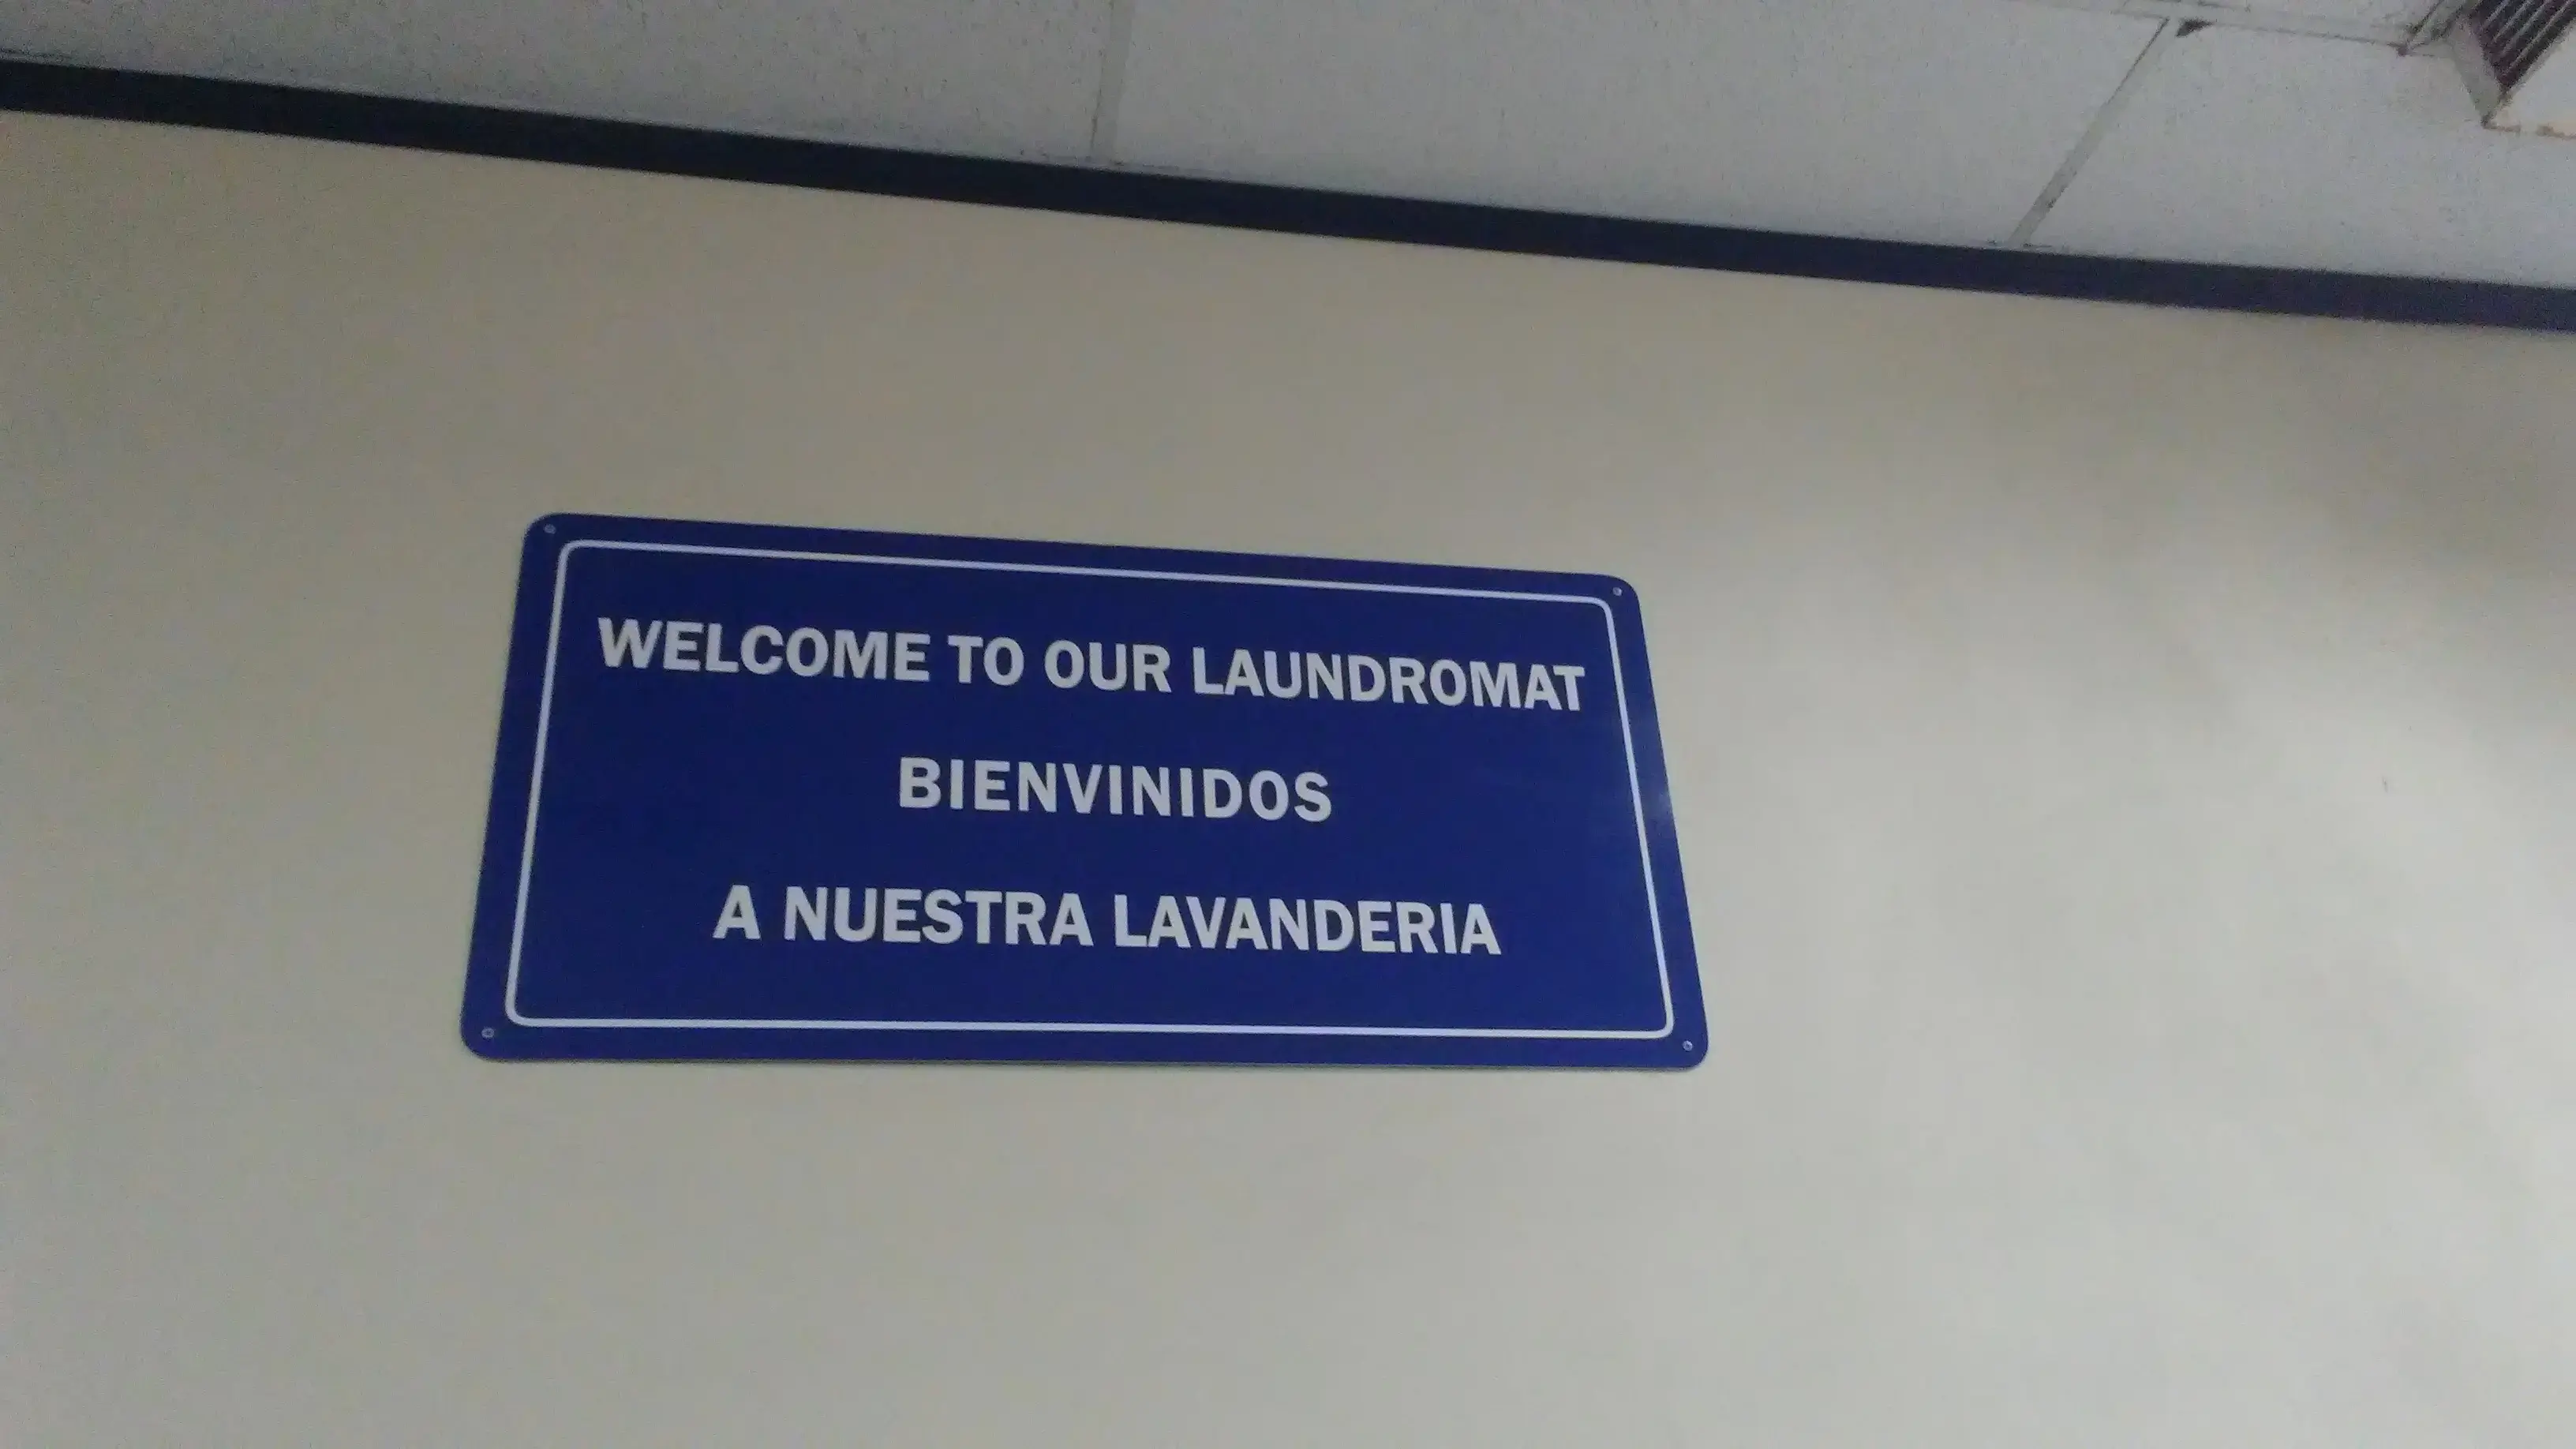 WELCOME TO OUR LAUNDROMAT
BIENVINIDOS
A NUESTRA LAVANDERIA